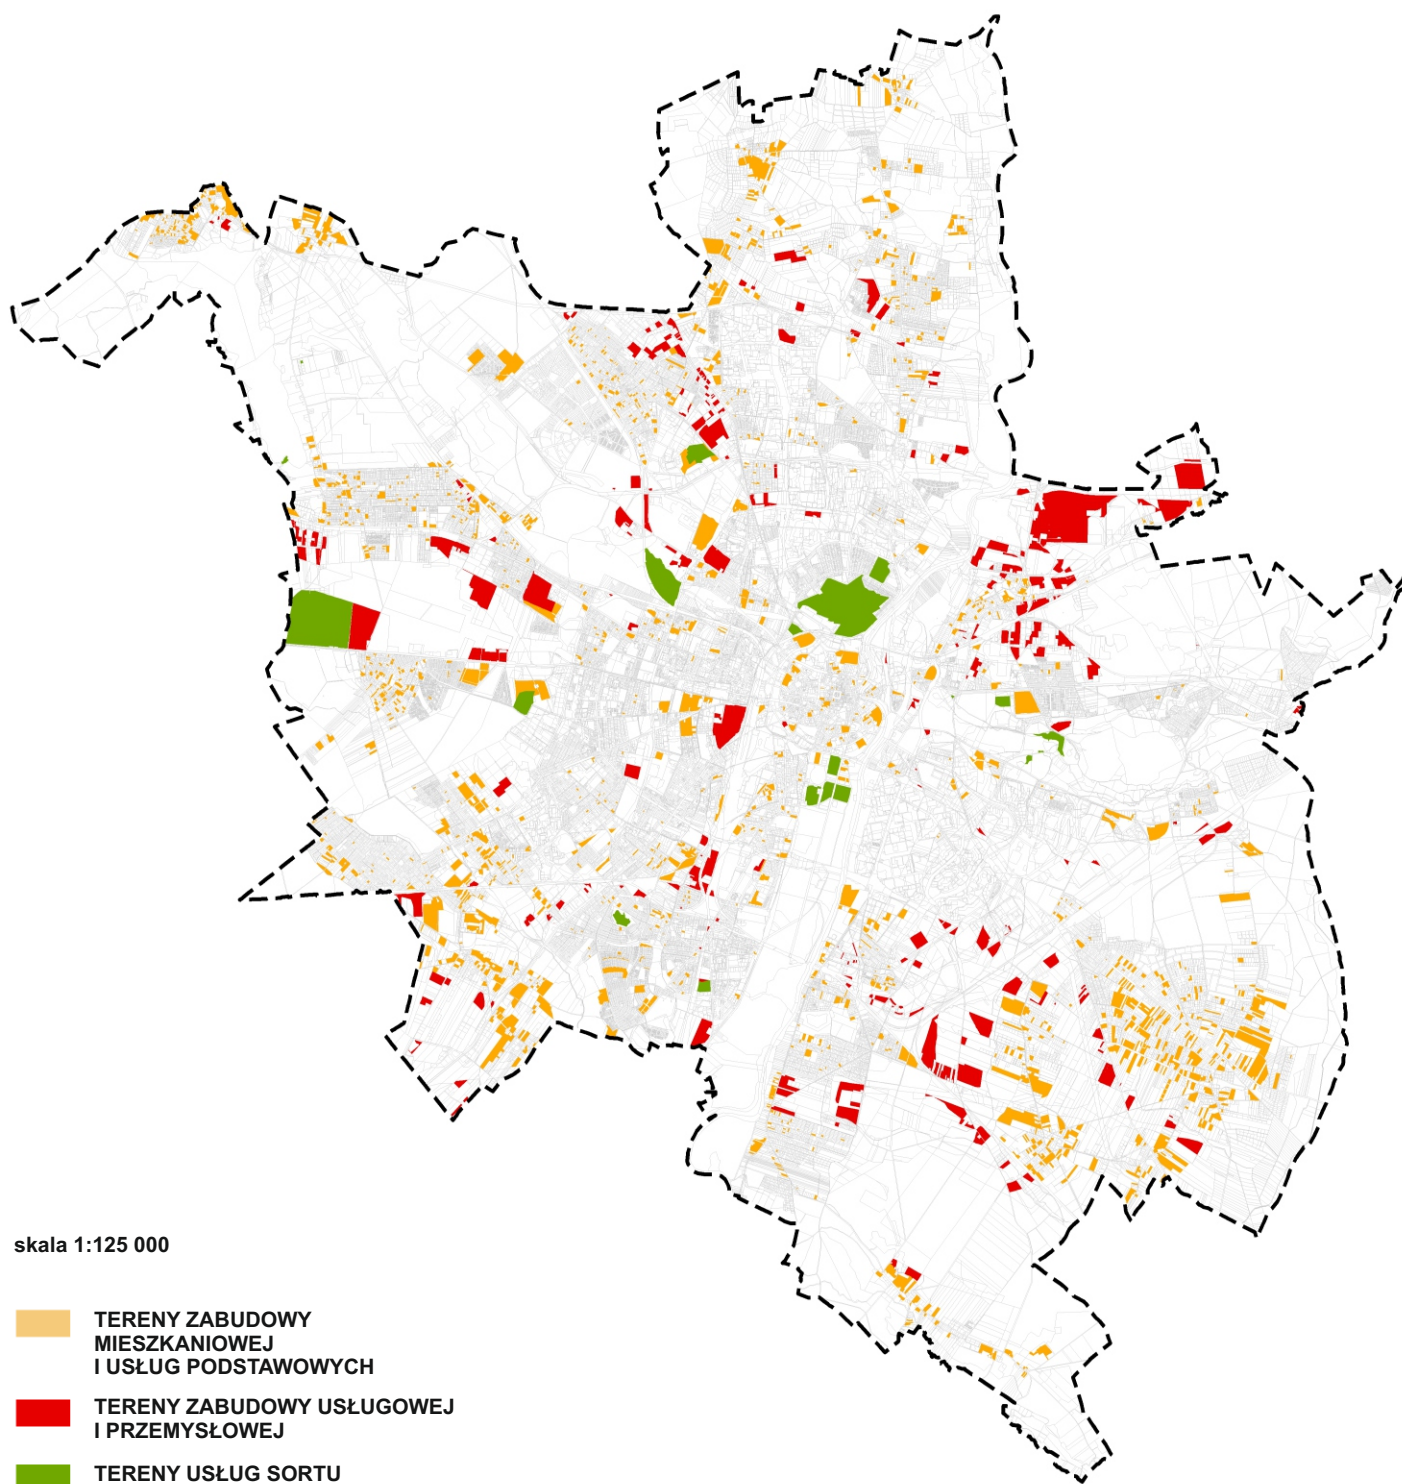 skala 1:125 000
TERENY ZABUDOWY
MIESZKANIOWEJ
I USŁUG PODSTAWOWYCH
TERENY ZABUDOWY USŁUGOWEJ
I PRZEMYSŁOWEJ
TERENY USŁUG SORTU